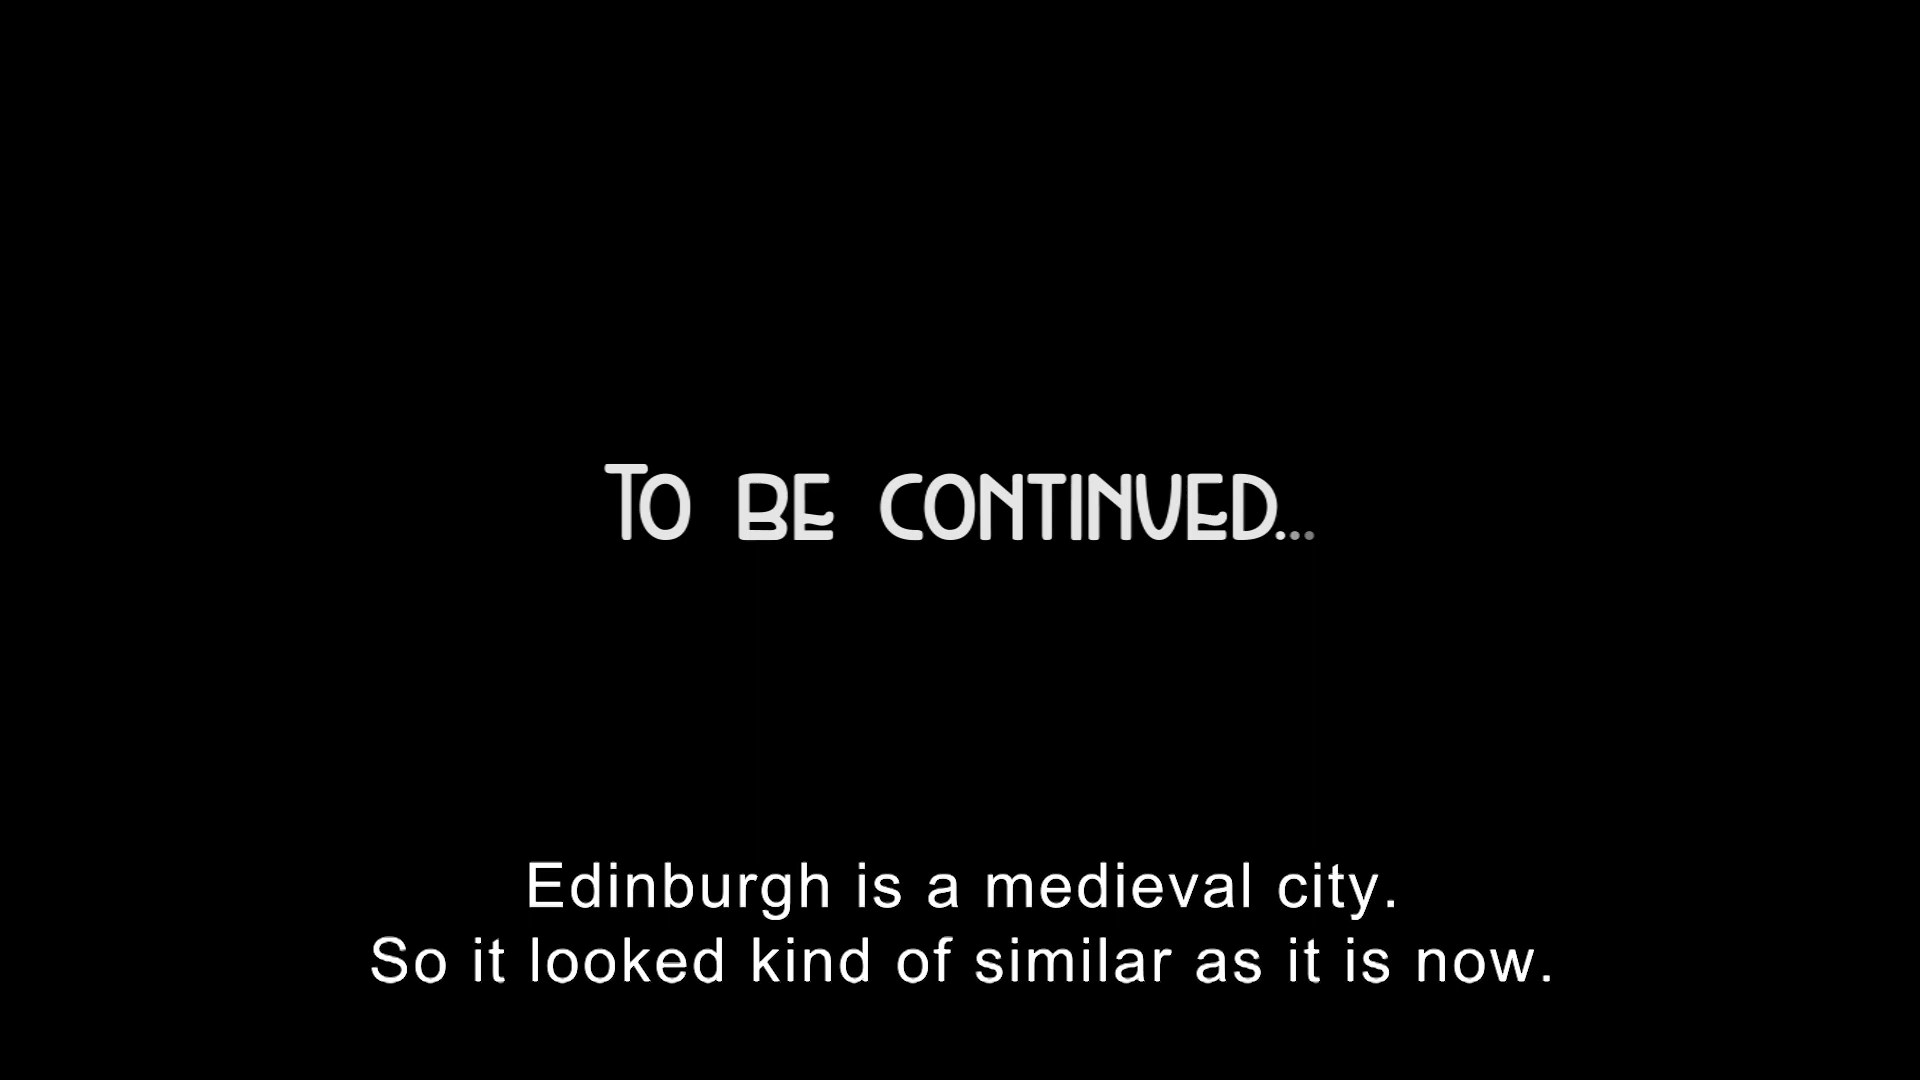 To be continued...
Edinburgh is a medieval city.
So it looked kind of similar as it is now.